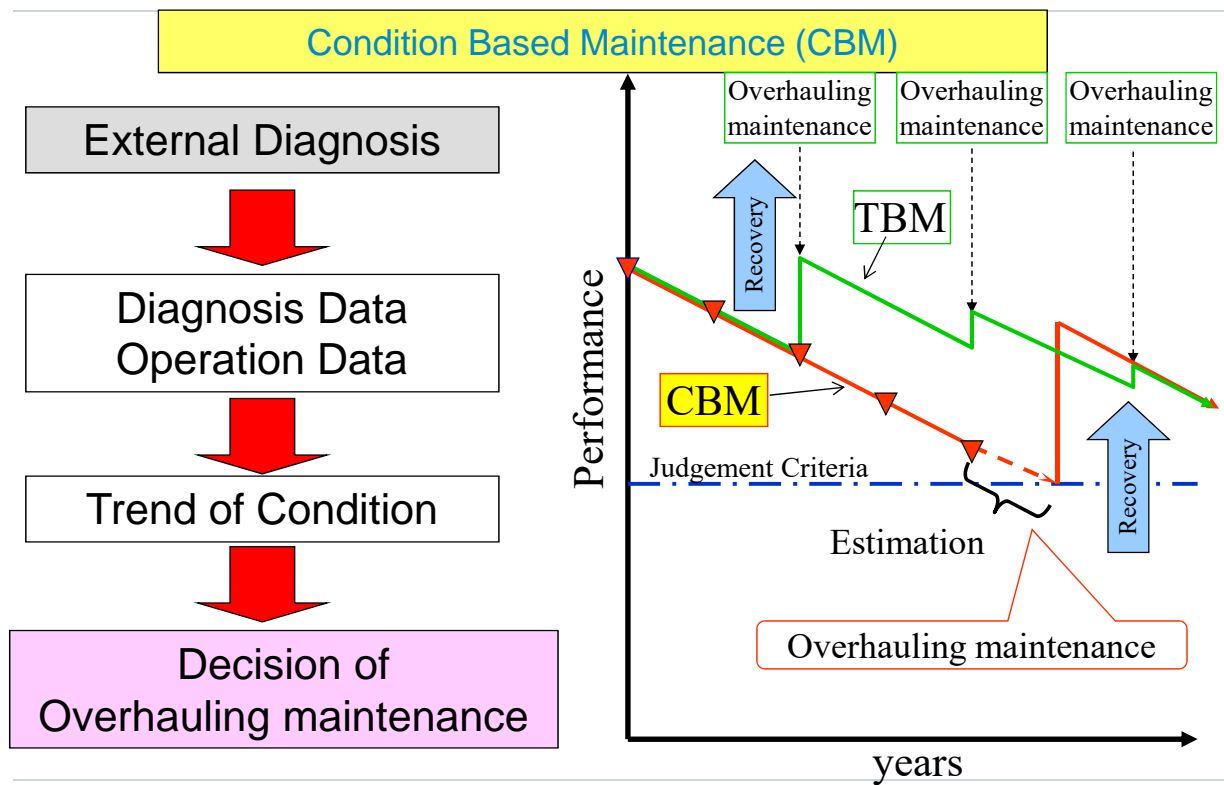 Condition Based Maintenance (CBM)
External Diagnosis
Diagnosis Data
Operation Data
Trend of Condition
Decision of
Overhauling maintenance
Overhauling
maintenance
Overhauling
maintenance
Overhauling
maintenance
Recovery
TBM
Performance
CBM
Judgement Criteria
Recovery
Estimation
Overhauling maintenance
years